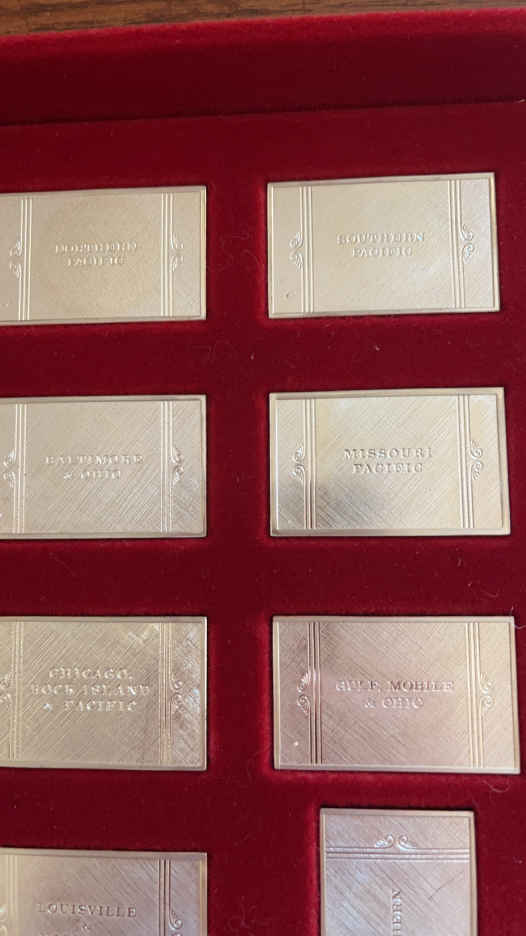 NORTHERN
PACIFIC
SOUTHERN
PACIFIC
BALTIMORE
& OHIO
MISSOURI
PACIFIC
CHICAGO,
ROCK ISLAND
& PACIFIC
GULF, MOBILE
& OHIO
LOUISVILLE
&